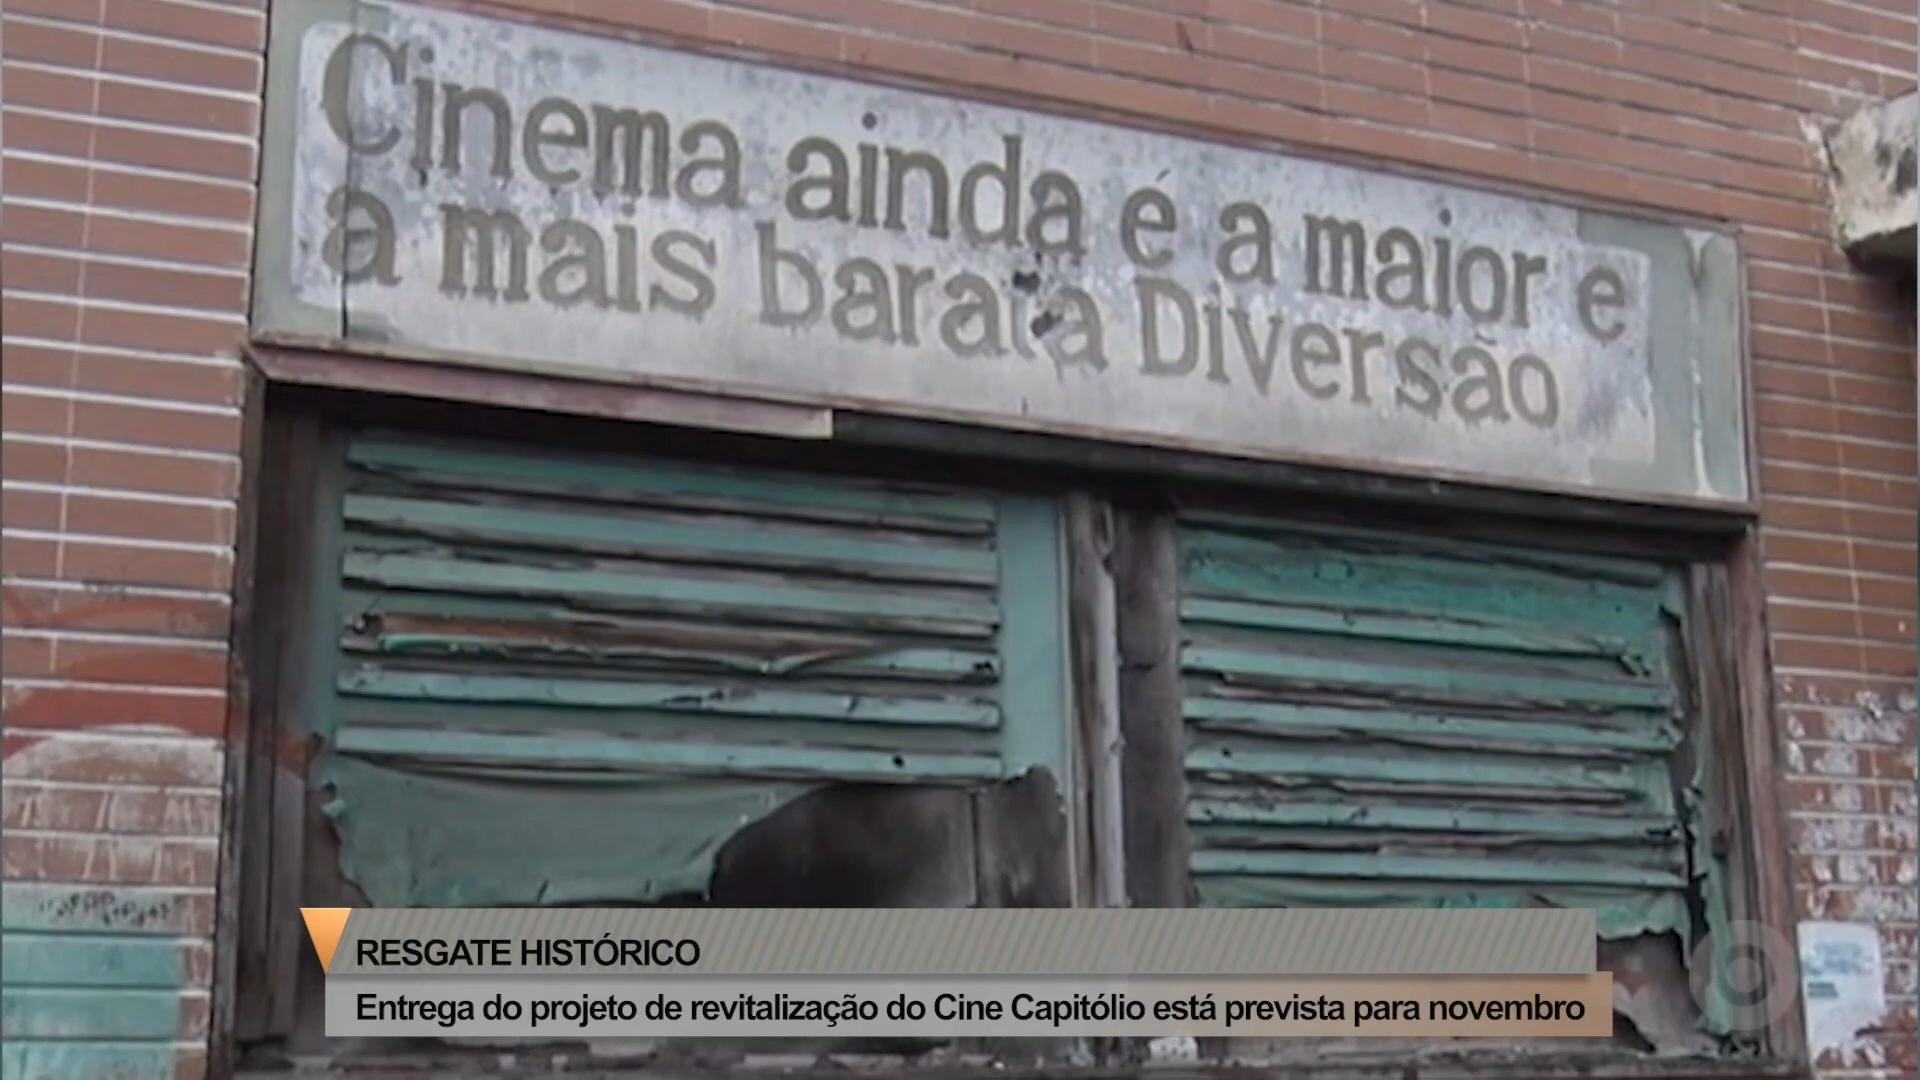 Cinema ainda é a maior e
a mais barata Diversão
RESGATE HISTÓRICO
Entrega do projeto de revitalização do Cine Capitólio está prevista para novembro